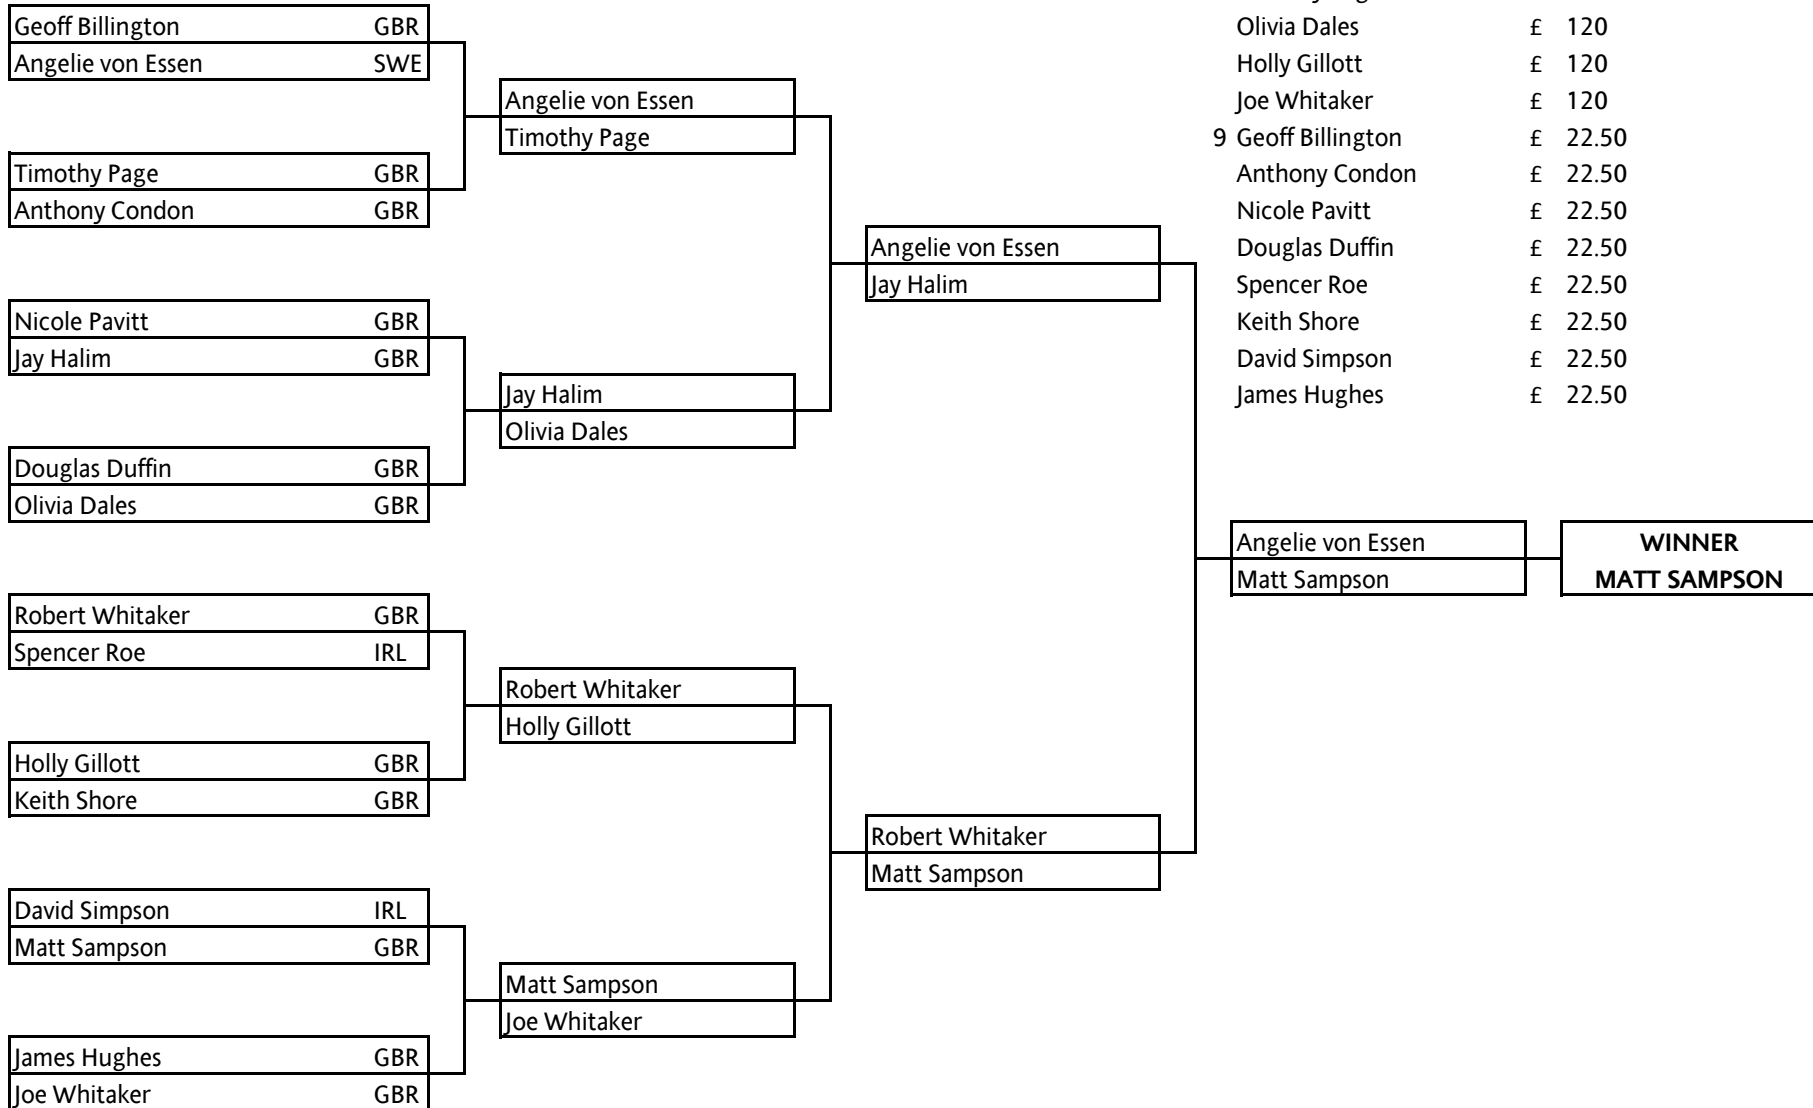 Geoff Billington GBR
Angelie von Essen SWE
Timothy Page GBR
Anthony Condon GBR
Nicole Pavitt GBR
Jay Halim GBR
Douglas Duffin GBR
Olivia Dales GBR
Robert Whitaker GBR
Spencer Roe IRL
Holly Gillott GBR
Keith Shore GBR
David Simpson IRL
Matt Sampson GBR
James Hughes GBR
Joe Whitaker GBR
Angelie von Essen
Timothy Page
Jay Halim
Olivia Dales
Robert Whitaker
Holly Gillott
Matt Sampson
Joe Whitaker
Angelie von Essen
Jay Halim
Robert Whitaker
Matt Sampson
Olivia Dales £ 120
Holly Gillott £ 120
Joe Whitaker £ 120
9 Geoff Billington £ 22.50
Anthony Condon £ 22.50
Nicole Pavitt £ 22.50
Douglas Duffin £ 22.50
Spencer Roe £ 22.50
Keith Shore £ 22.50
David Simpson £ 22.50
James Hughes £ 22.50
Angelie von Essen
Matt Sampson
WINNER
MATT SAMPSON